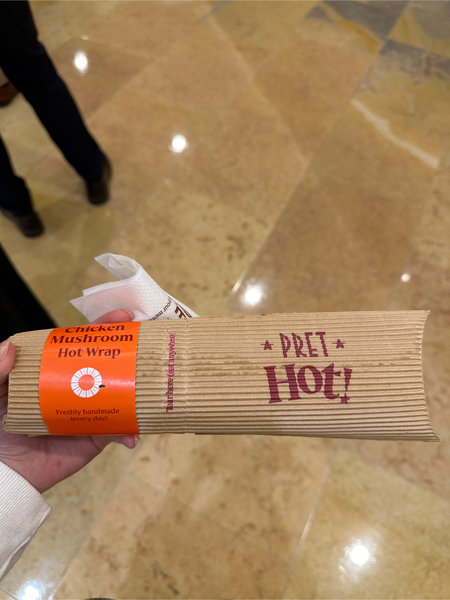 Chicken
Mushroom
Hot Wrap
Freshly handmade
(every day)
PRET
Hot!